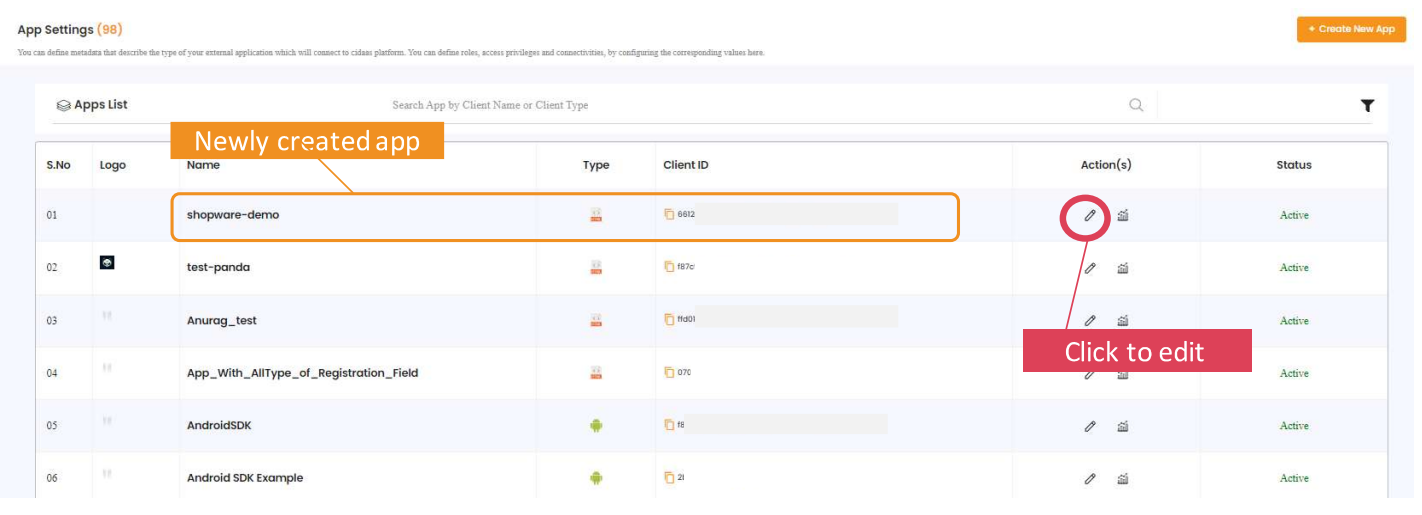 App Settings (98)
+ Create New App
You can define metadata that describe the type of your external application which will connect to cidaas platform. You can define roles, access privileges and connectivities, by configuring the corresponding values here.
Apps List
Search App by Client Name or Client Type
Newly created app
S.No Logo Name Type Client ID Action(s) Status
01 shopware-demo 6612 Active
02 test-panda f87c Active
03 Anurag_test ffd01 Active
Click to edit
04 App_With_AllType_of_Registration_Field 070 Active
05 AndroidSDK f8 Active
06 Android SDK Example Active